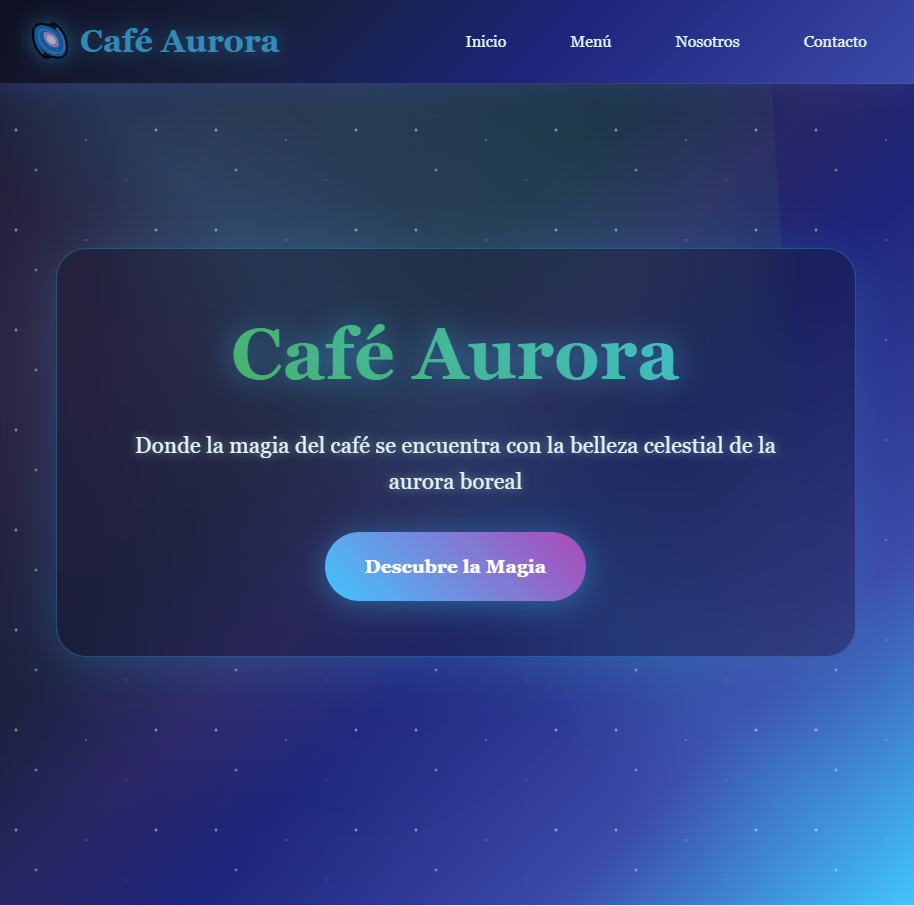 Café Aurora
Inicio
Menú
Nosotros
Contacto
Café Aurora
Donde la magia del café se encuentra con la belleza celestial de la
aurora boreal
Descubre la Magia